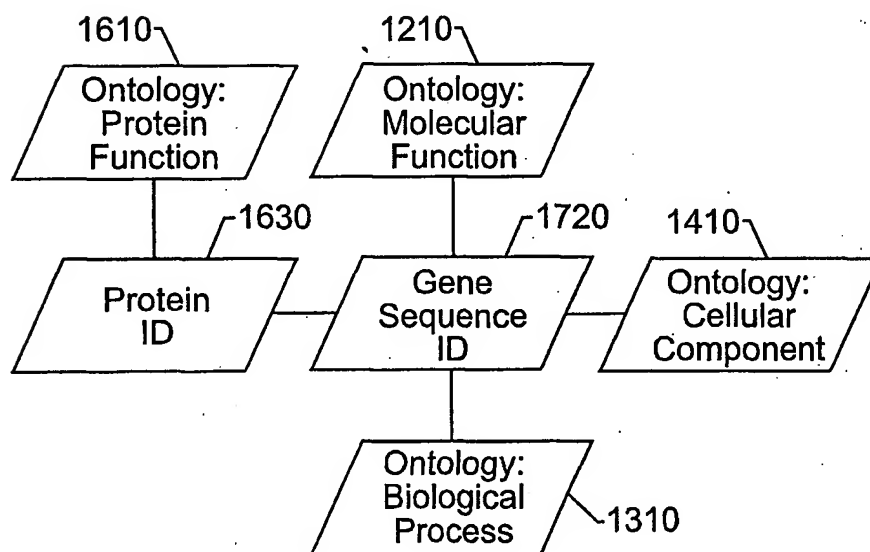 1610
1210
Ontology:
Protein
Function
Ontology:
Molecular
Function
1630
1720
1410
Protein
ID
Gene
Sequence
ID
Ontology:
Cellular
Component
Ontology:
Biological
Process
1310